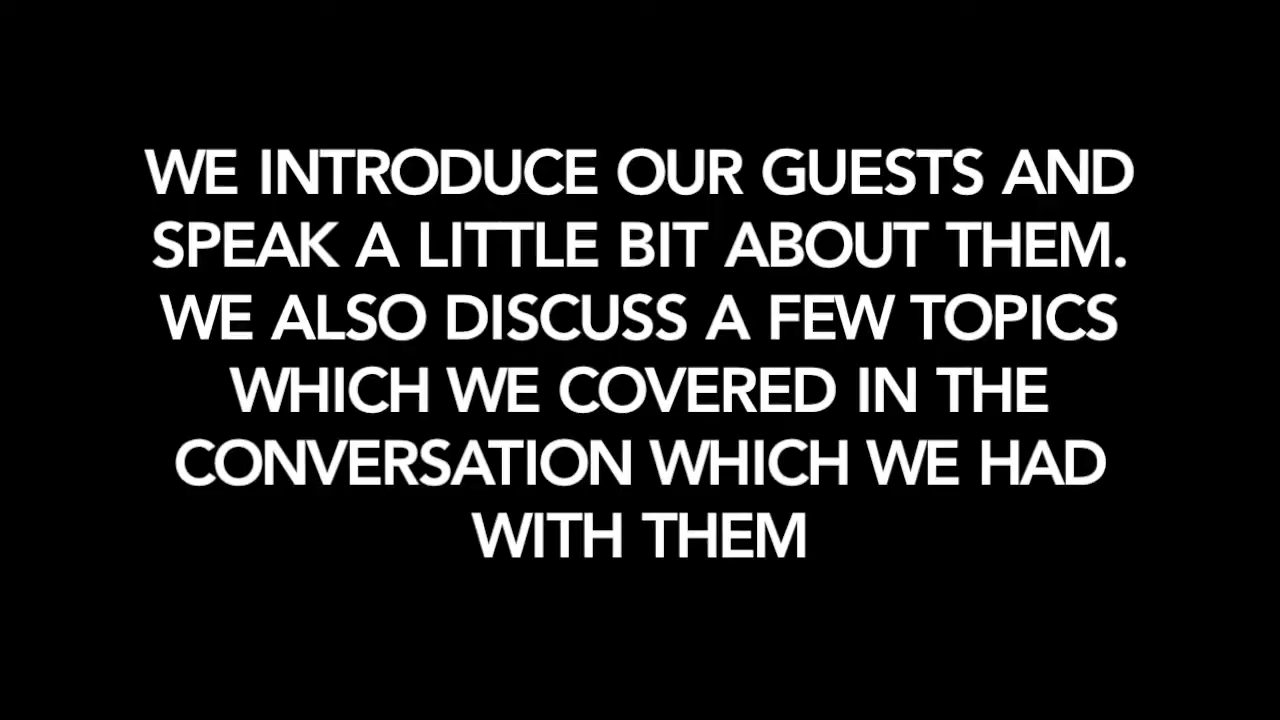 WE INTRODUCE OUR GUESTS AND
SPEAK A LITTLE BIT ABOUT THEM.
WE ALSO DISCUSS A FEW TOPICS
WHICH WE COVERED IN THE
CONVERSATION WHICH WE HAD
WITH THEM